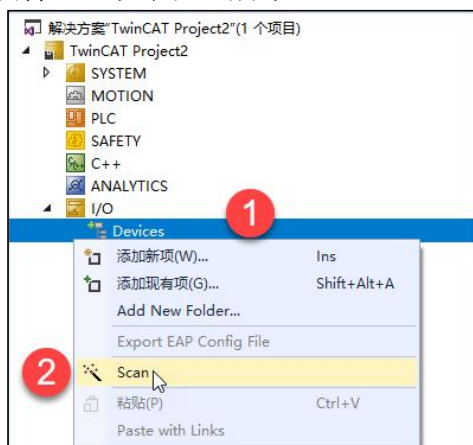 解决方案"TwinCAT Project2"(1 个项目)
TwinCAT Project2
SYSTEM
MOTION
PLC
SAFETY
C++
ANALYTICS
I/O
1
Devices
添加新项(W)... Ins
添加现有项(G)... Shift+Alt+A
Add New Folder...
Export EAP Config File
2 Scan
粘贴(P) Ctrl+V
Paste with Links